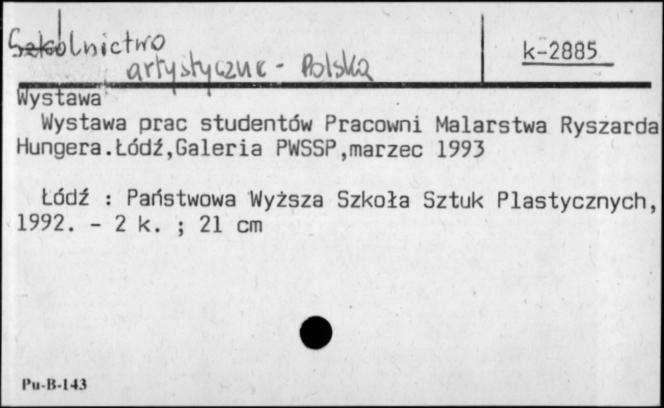 Szkolnictwo
artystyczne - Polska
k-2885
Wystawa
Wystawa prac studentów Pracowni Malarstwa Ryszarda
Hungera.Łódź,Galeria PWSSP,marzec 1993
Łódź : Państwowa Wyższa Szkoła Sztuk Plastycznych,
1992. - 2 k. ; 21 cm
Pu-B-143